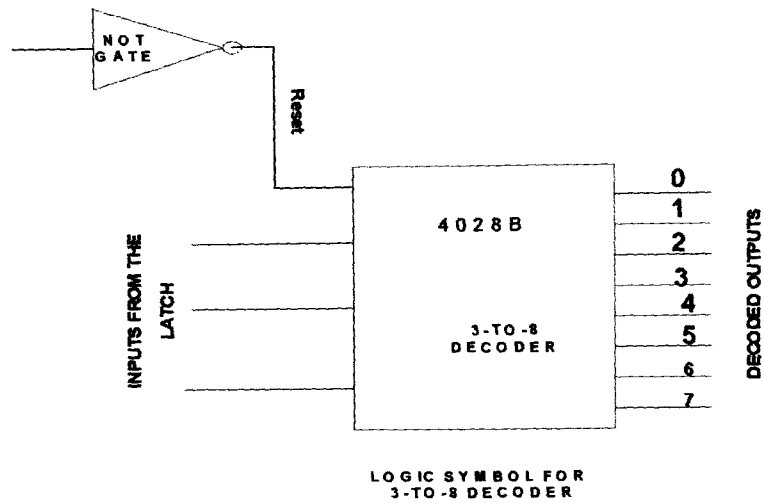 NOT
GATE
Reset
4028B
3-TO-8
DECODER
INPUTS FROM THE
LATCH
0
1
2
3
4
5
6
7
DECODED OUTPUTS
LOGIC SYMBOL FOR
3-TO-8 DECODER